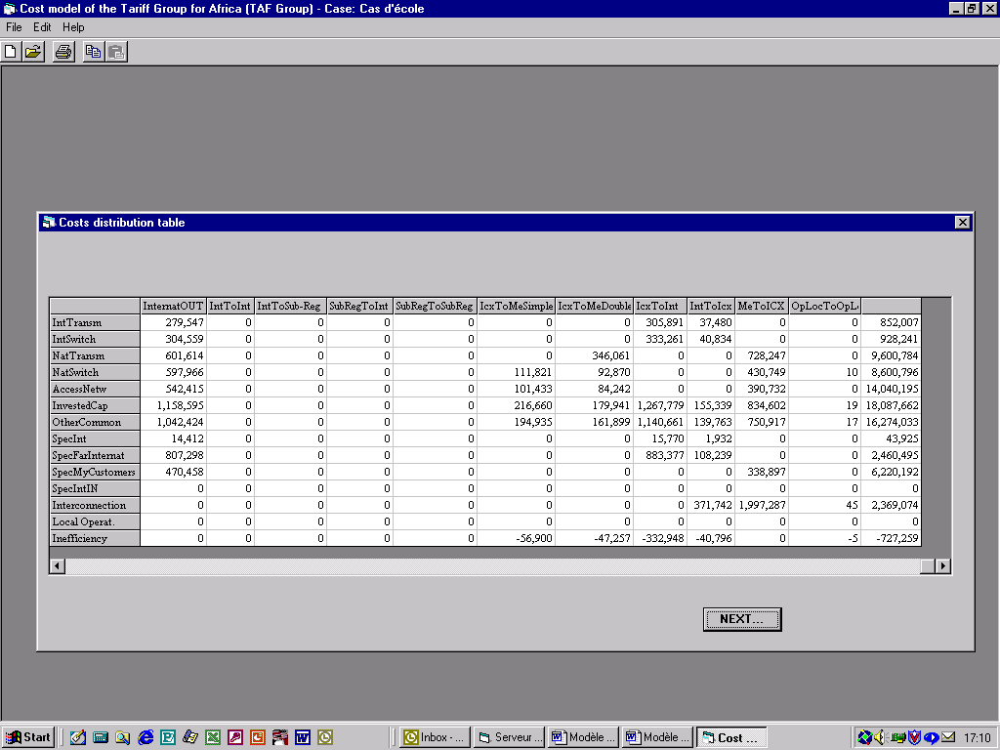 Cost model of the Tariff Group for Africa (TAF Group) - Case: Cas d'école
File Edit Help
Costs distribution table
InternatOUT IntToInt IntToSub-Reg SubRegToInt SubRegToSubReg IcxToMeSimple IcxToMeDouble IcxToInt IntToIcx MeToICX OpLocToOpL
IntTransm 279,547 0 0 0 0 0 0 305,891 37,480 0 0 852,007
IntSwitch 304,559 0 0 0 0 0 0 333,261 40,834 0 0 928,241
NatTransm 601,614 0 0 0 0 0 346,061 0 0 728,247 0 9,600,784
NatSwitch 597,966 0 0 0 0 111,821 92,870 0 0 430,749 10 8,600,796
AccessNetw 542,415 0 0 0 0 101,433 84,242 0 0 390,732 0 14,040,195
InvestedCap 1,158,595 0 0 0 0 216,660 179,941 1,267,779 155,339 834,602 19 18,087,662
OtherCommon 1,042,424 0 0 0 0 194,935 161,899 1,140,661 139,763 750,917 17 16,274,033
SpecInt 14,412 0 0 0 0 0 0 15,770 1,932 0 0 43,925
SpecFarInternat 807,298 0 0 0 0 0 0 883,377 108,239 0 0 2,460,495
SpecMyCustomers 470,458 0 0 0 0 0 0 0 0 338,897 0 6,220,192
SpecIntIN 0 0 0 0 0 0 0 0 0 0 0 0
Interconnection 0 0 0 0 0 0 0 0 371,742 1,997,287 45 2,369,074
Local Operat. 0 0 0 0 0 0 0 0 0 0 0 0
Inefficiency 0 0 0 0 0 -56,900 -47,257 -332,948 -40,796 0 -5 -727,259
NEXT...
Start Inbox - ... Serveur ... Modèle ... Modèle ... Cost ... 17:10